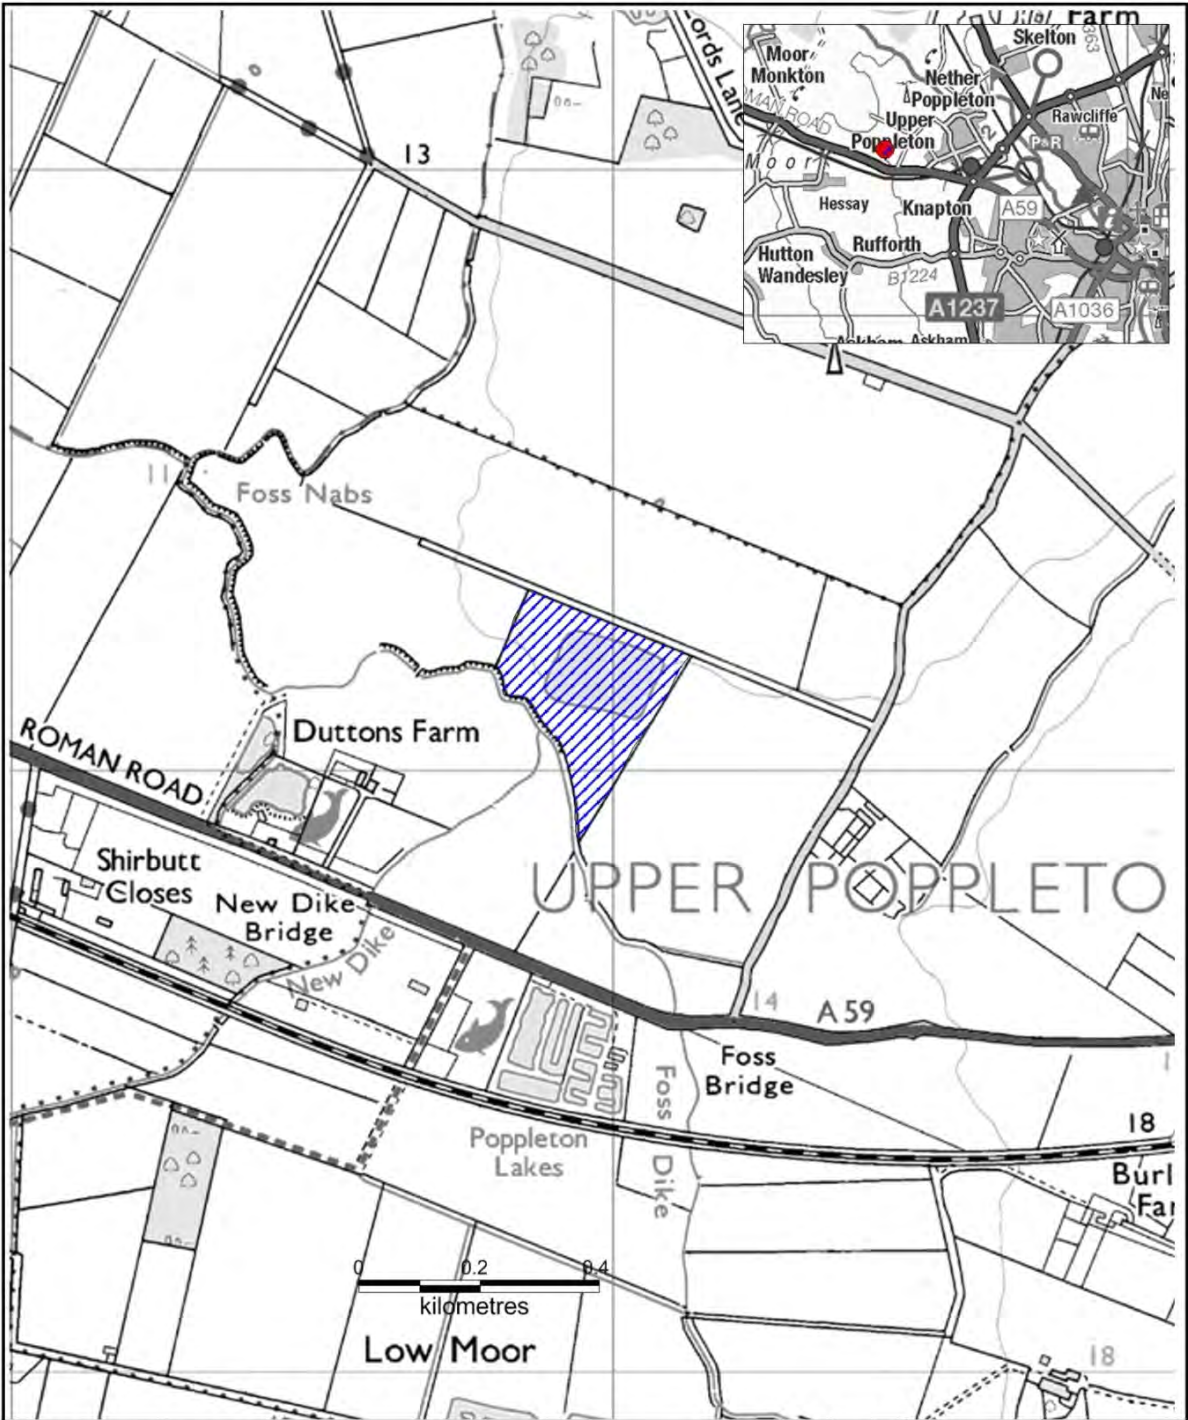 Lords Lane
Farm
Skelton
Moor
Monkton
Nether
Poppleton
Rawcliffe
ROMAN ROAD
Upper
Poppleton
P&R
Moor
Hessay
Knapton
A59
Hutton
Wandesley
Rufforth
B1224
A1237
A1036
Askham
Askham
13
11
Foss Nabs
Duttons Farm
ROMAN ROAD
Shirbutt
Closes
New Dike
Bridge
New Dike
UPPER POPPLETO
14
A 59
Foss
Bridge
Foss Dike
Poppleton
Lakes
18
Burl
Far
0 0.2 0.4
kilometres
Low Moor
18